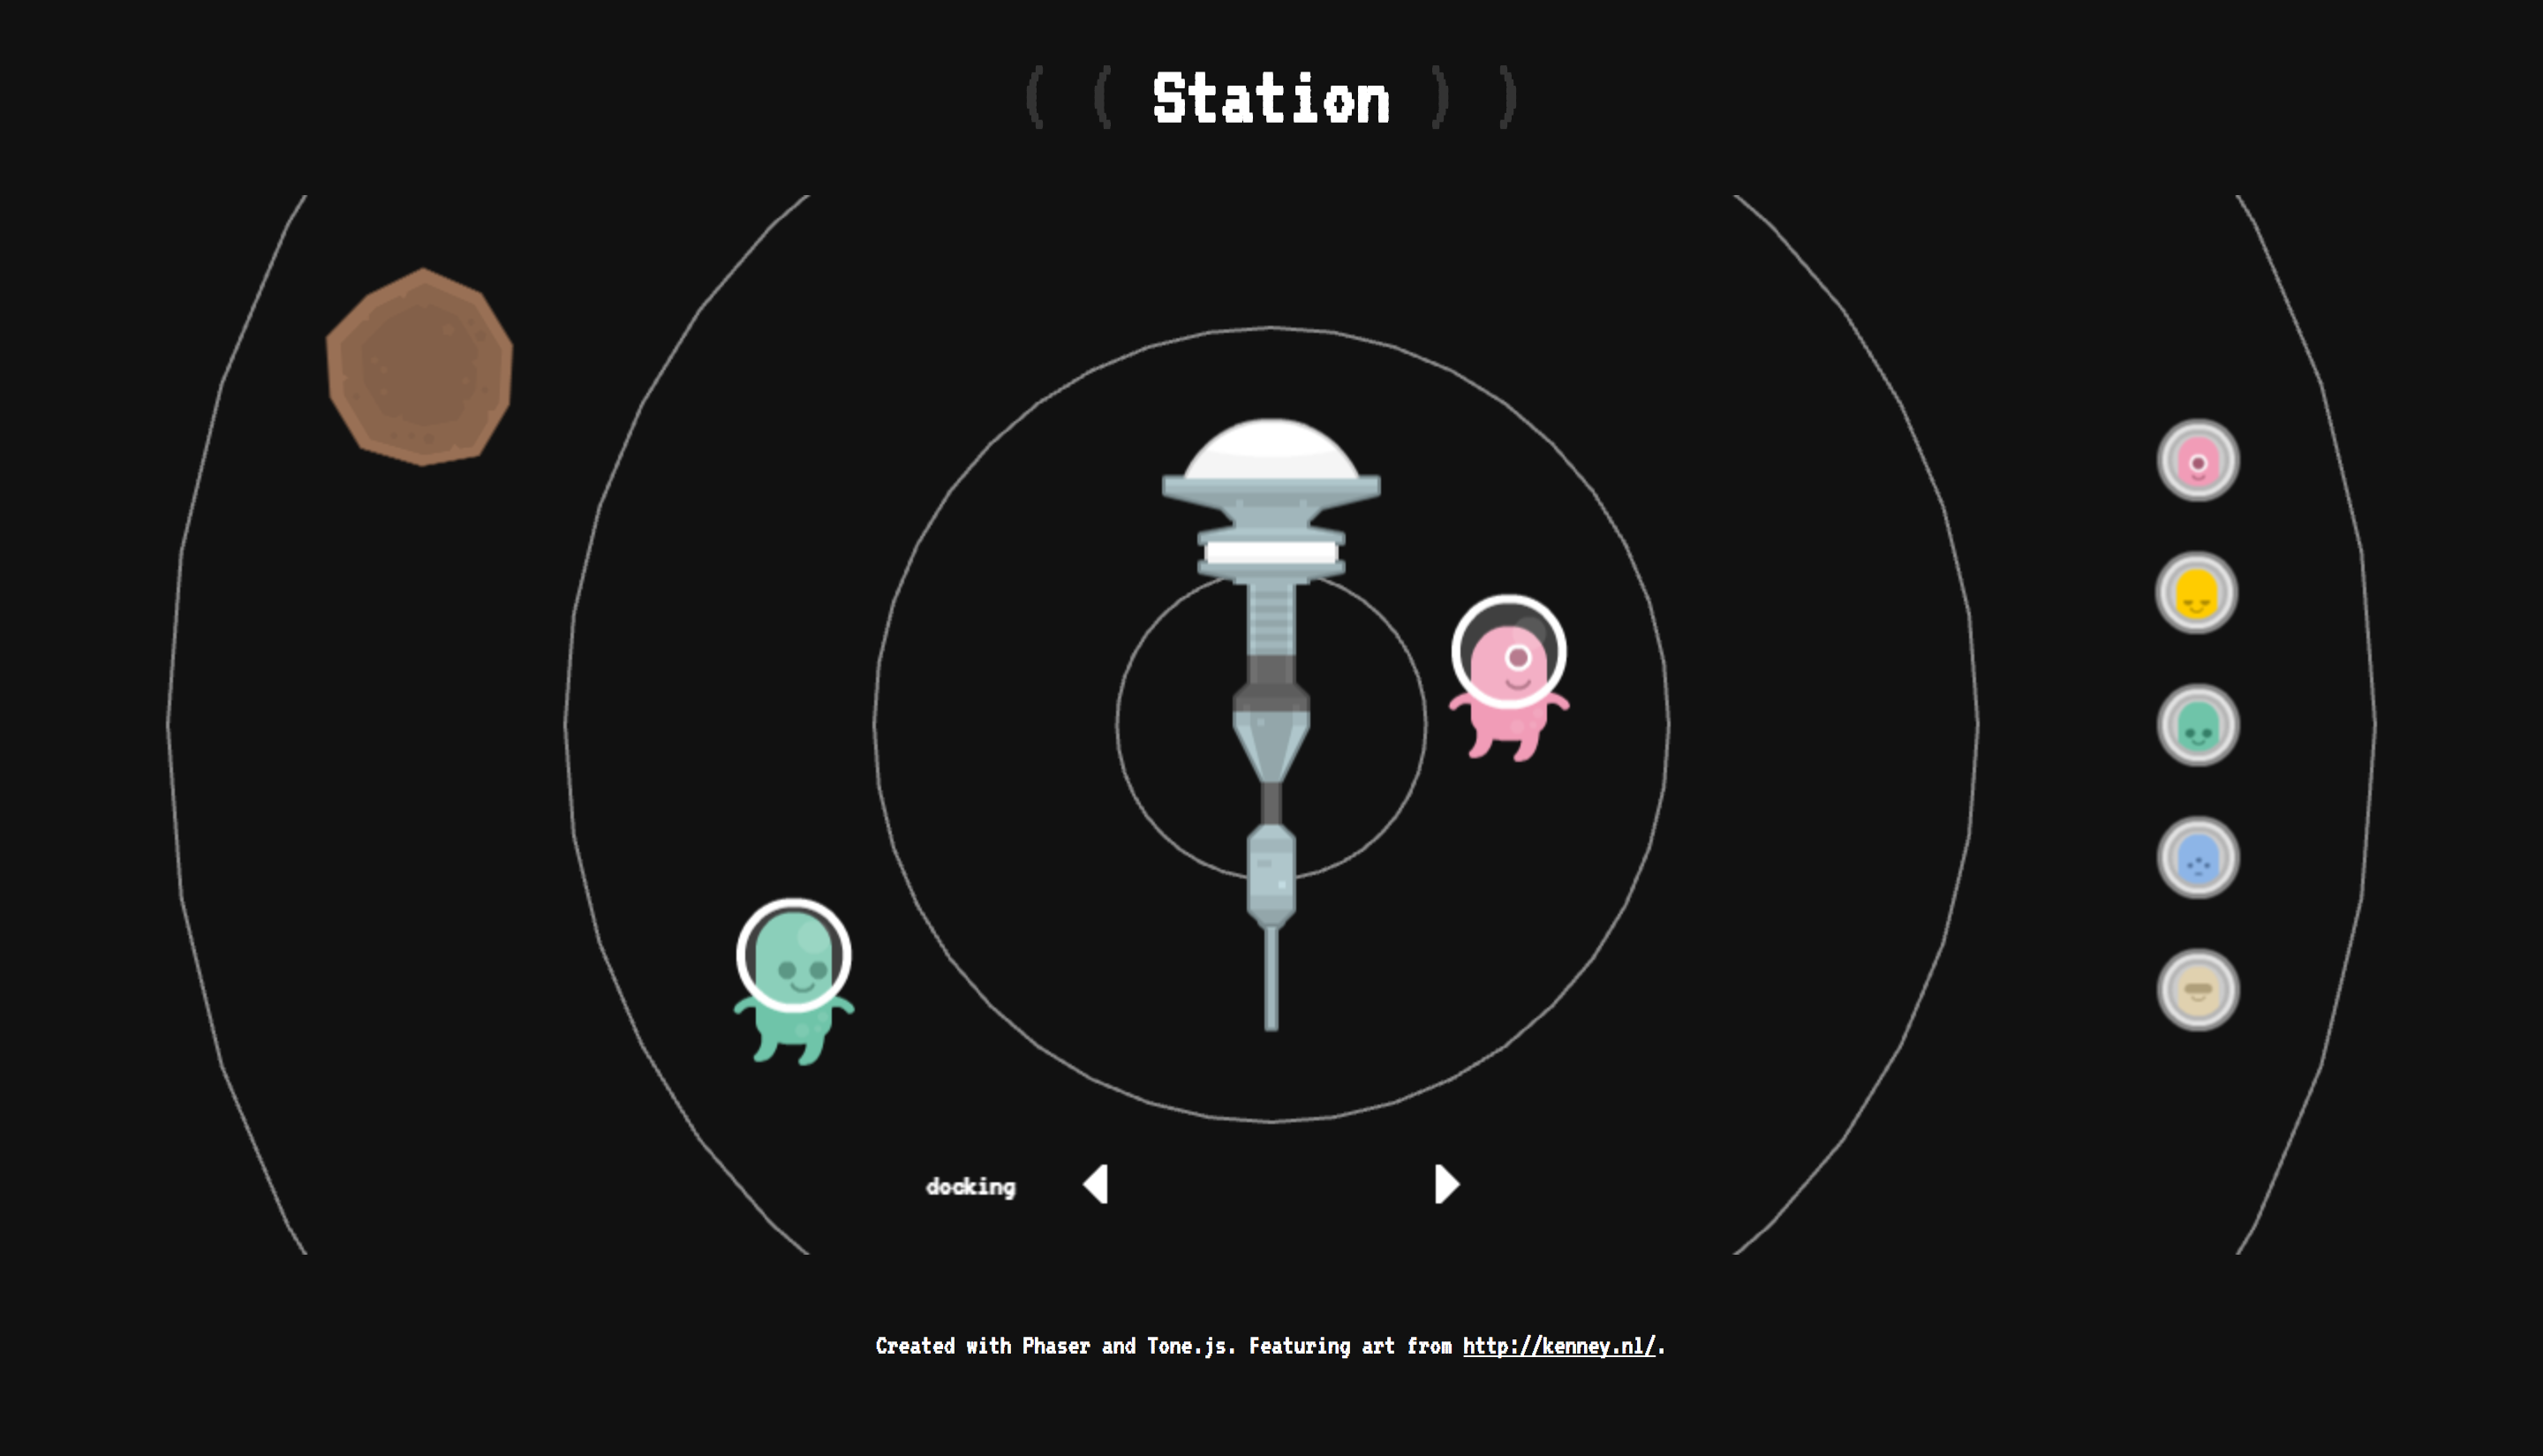 ( ( Station ) )
docking
Created with Phaser and Tone.js. Featuring art from http://kenney.nl/.